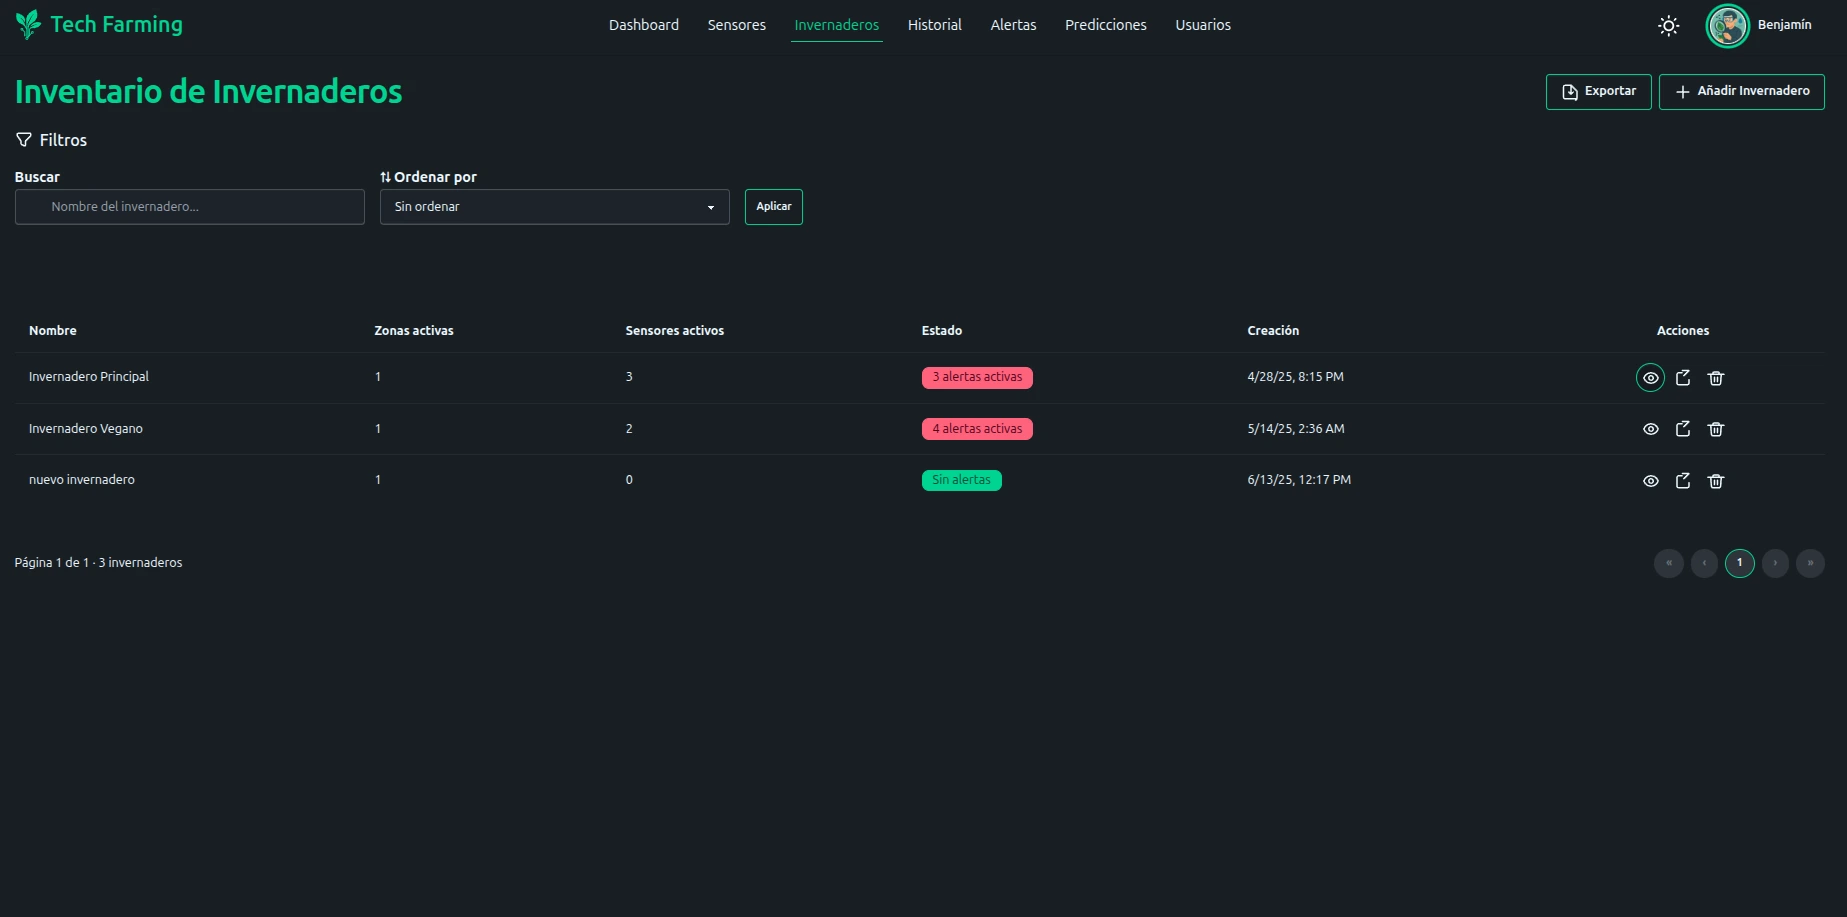 Tech Farming
Dashboard Sensores Invernaderos Historial Alertas Predicciones Usuarios
Benjamín
Inventario de Invernaderos
Exportar
Añadir Invernadero
Filtros
Buscar
Nombre del invernadero...
Ordenar por
Sin ordenar
Aplicar
Nombre Zonas activas Sensores activos Estado Creación Acciones
Invernadero Principal 1 3 3 alertas activas 4/28/25, 8:15 PM
Invernadero Vegano 1 2 4 alertas activas 5/14/25, 2:36 AM
nuevo invernadero 1 0 Sin alertas 6/13/25, 12:17 PM
Página 1 de 1 · 3 invernaderos
« ‹ 1 › »